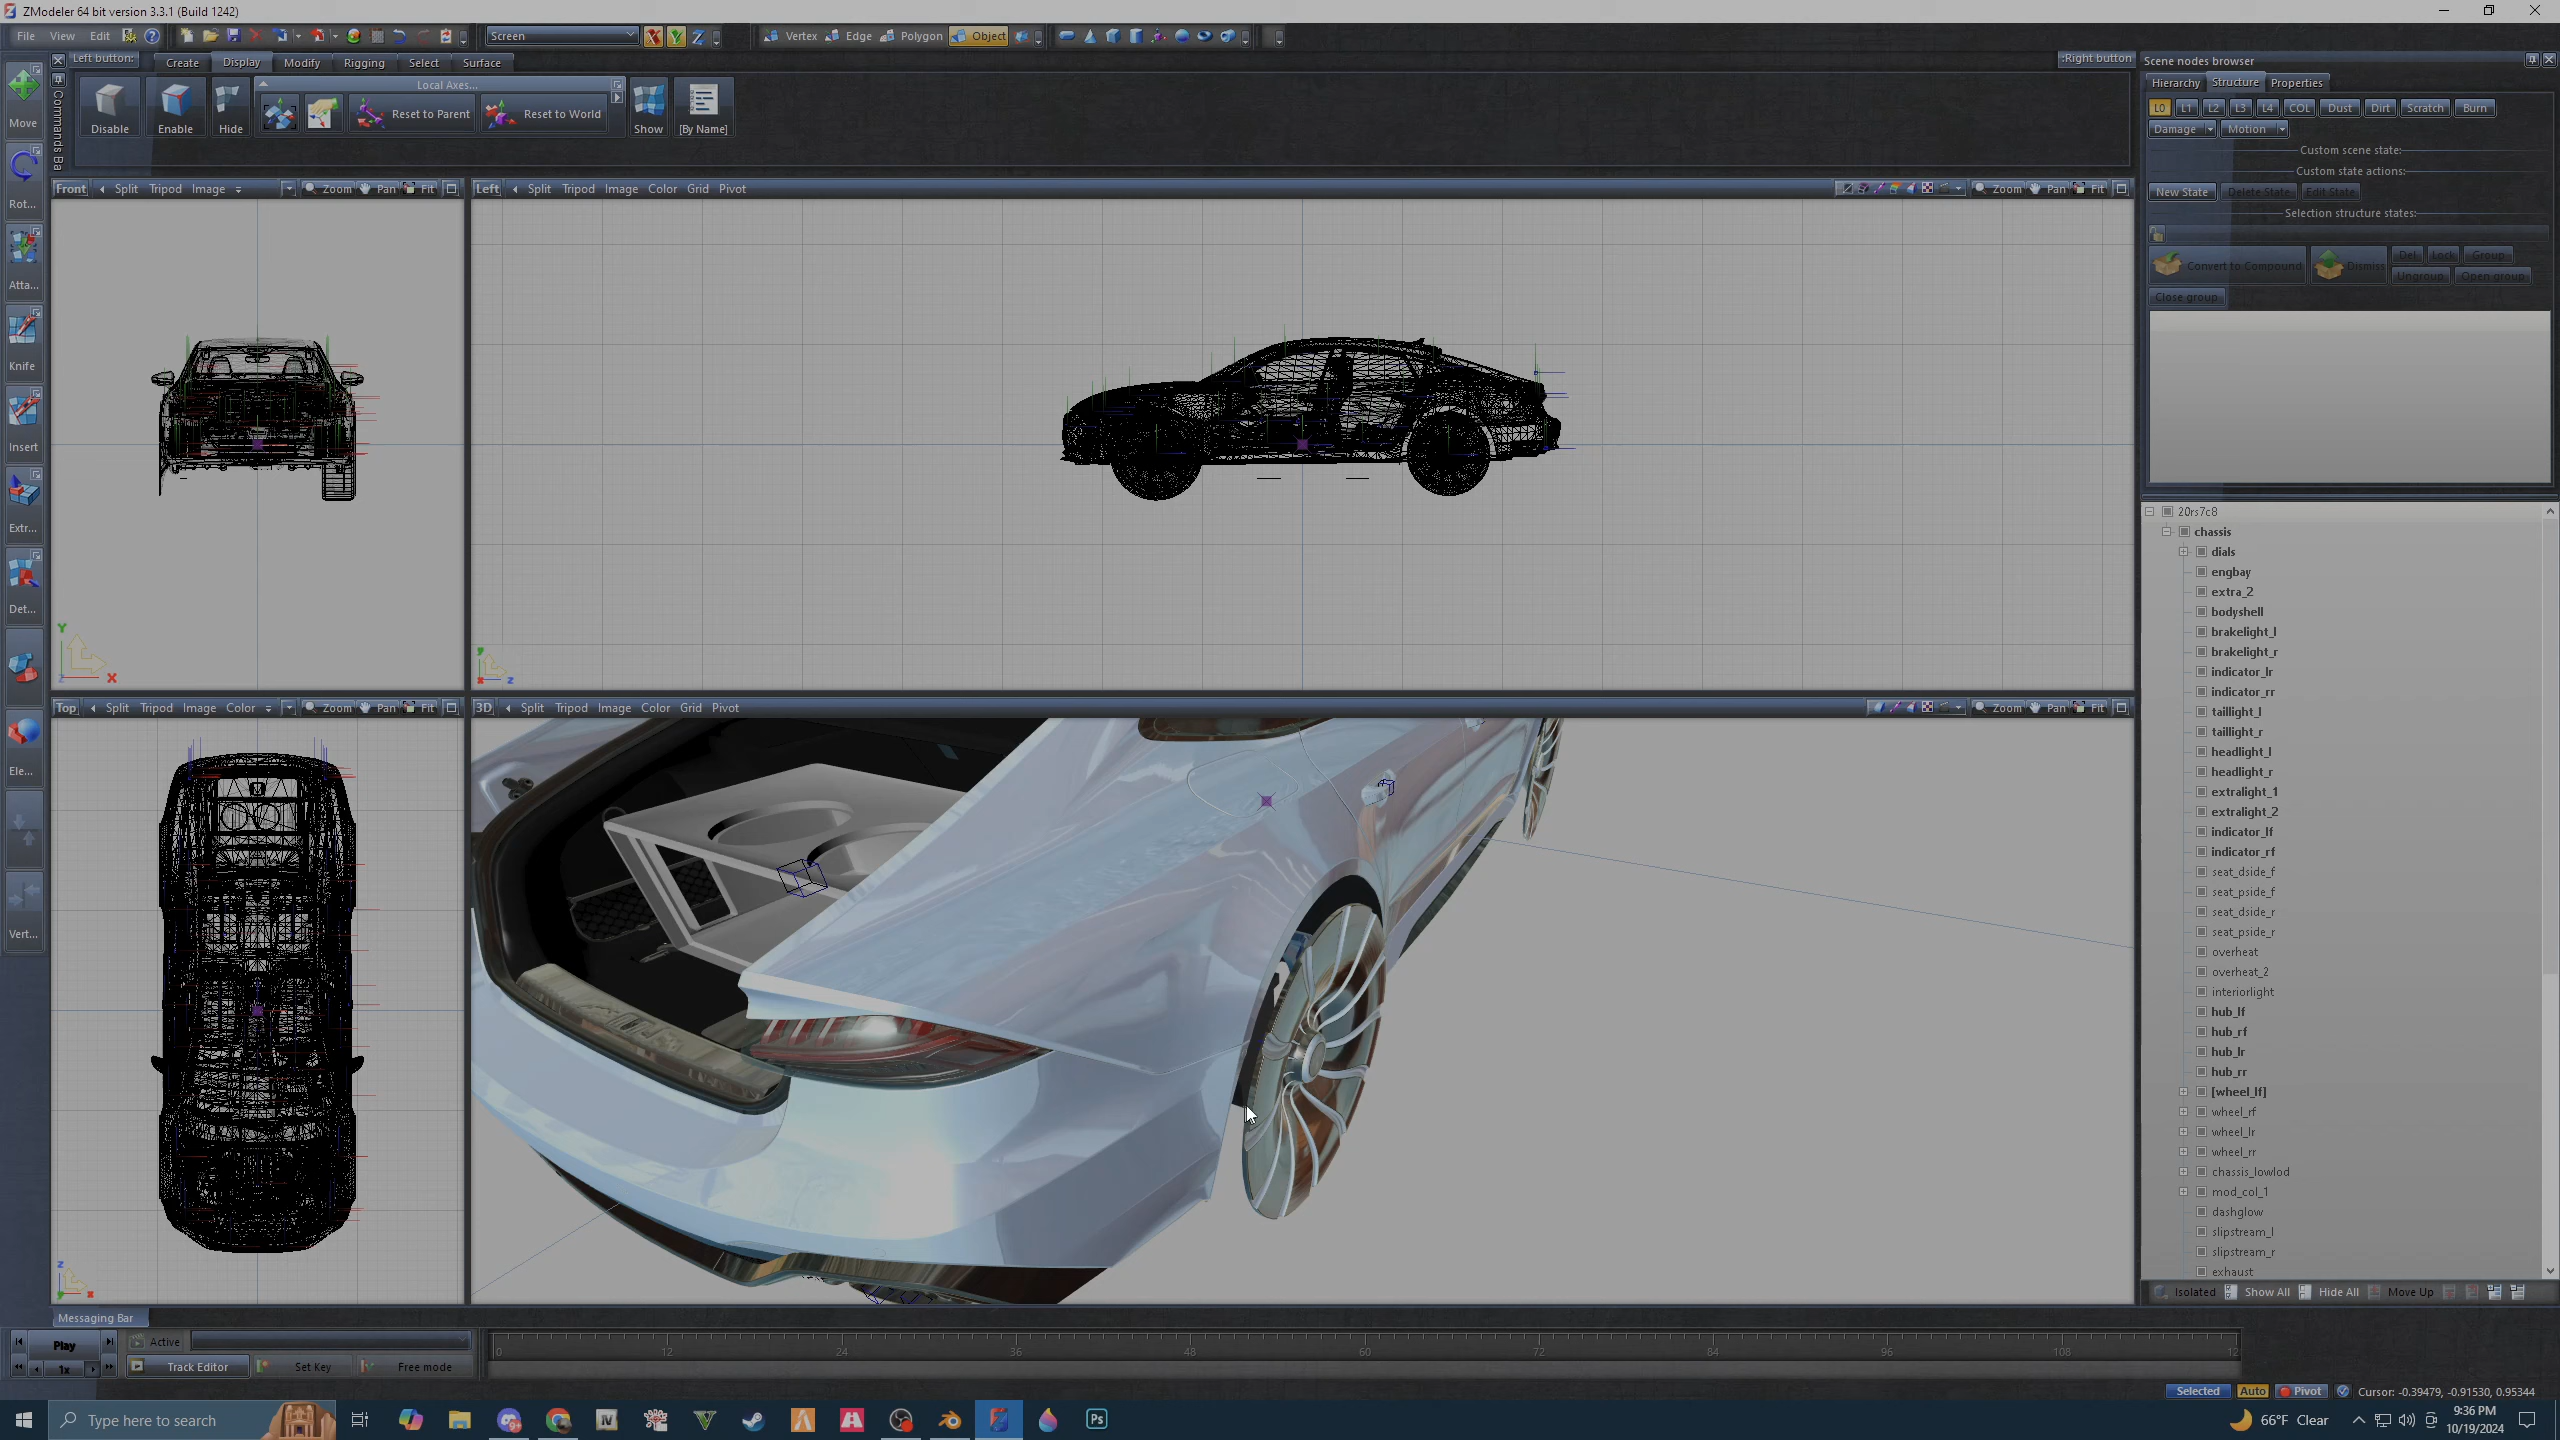 ZModeler 64 bit version 3.3.1 (Build 1242)
File View Edit
Screen
X Y Z
Vertex Edge Polygon Object
Left button:
Create Display Modify Rigging Select Surface
:Right button
Commands Ba
Local Axes...
Disable Enable Hide Reset to Parent Reset to World Show [By Name]
Move
Rot...
Atta...
Knife
Insert
Extr...
Det...
Ele...
Vert...
Front Split Tripod Image Zoom Pan Fit
Left Split Tripod Image Color Grid Pivot Zoom Pan Fit
Y
X
Z
y
x z
Top Split Tripod Image Color Zoom Pan Fit
3D Split Tripod Image Color Grid Pivot Zoom Pan Fit
z
y x
Scene nodes browser
Hierarchy Structure Properties
L0 L1 L2 L3 L4 COL Dust Dirt Scratch Burn
Damage Motion
Custom scene state:
Custom state actions:
New State Delete State Edit State
Selection structure states:
Convert to Compound Dismiss Del Lock Group
Ungroup Open group
Close group
20rs7c8
chassis
dials
engbay
extra_2
bodyshell
brakelight_l
brakelight_r
indicator_lr
indicator_rr
taillight_l
taillight_r
headlight_l
headlight_r
extralight_1
extralight_2
indicator_lf
indicator_rf
seat_dside_f
seat_pside_f
seat_dside_r
seat_pside_r
overheat
overheat_2
interiorlight
hub_lf
hub_rf
hub_lr
hub_rr
[wheel_lf]
wheel_rf
wheel_lr
wheel_rr
chassis_lowlod
mod_col_1
dashglow
slipstream_l
slipstream_r
exhaust
Isolated Show All Hide All Move Up
Messaging Bar
Play Active
1x Track Editor Set Key Free mode
0 12 24 36 48 60 72 84 96 108 12
Selected Auto Pivot Cursor: -0.39479, -0.91530, 0.95344
Type here to search
Ps
66°F Clear
9:36 PM
10/19/2024